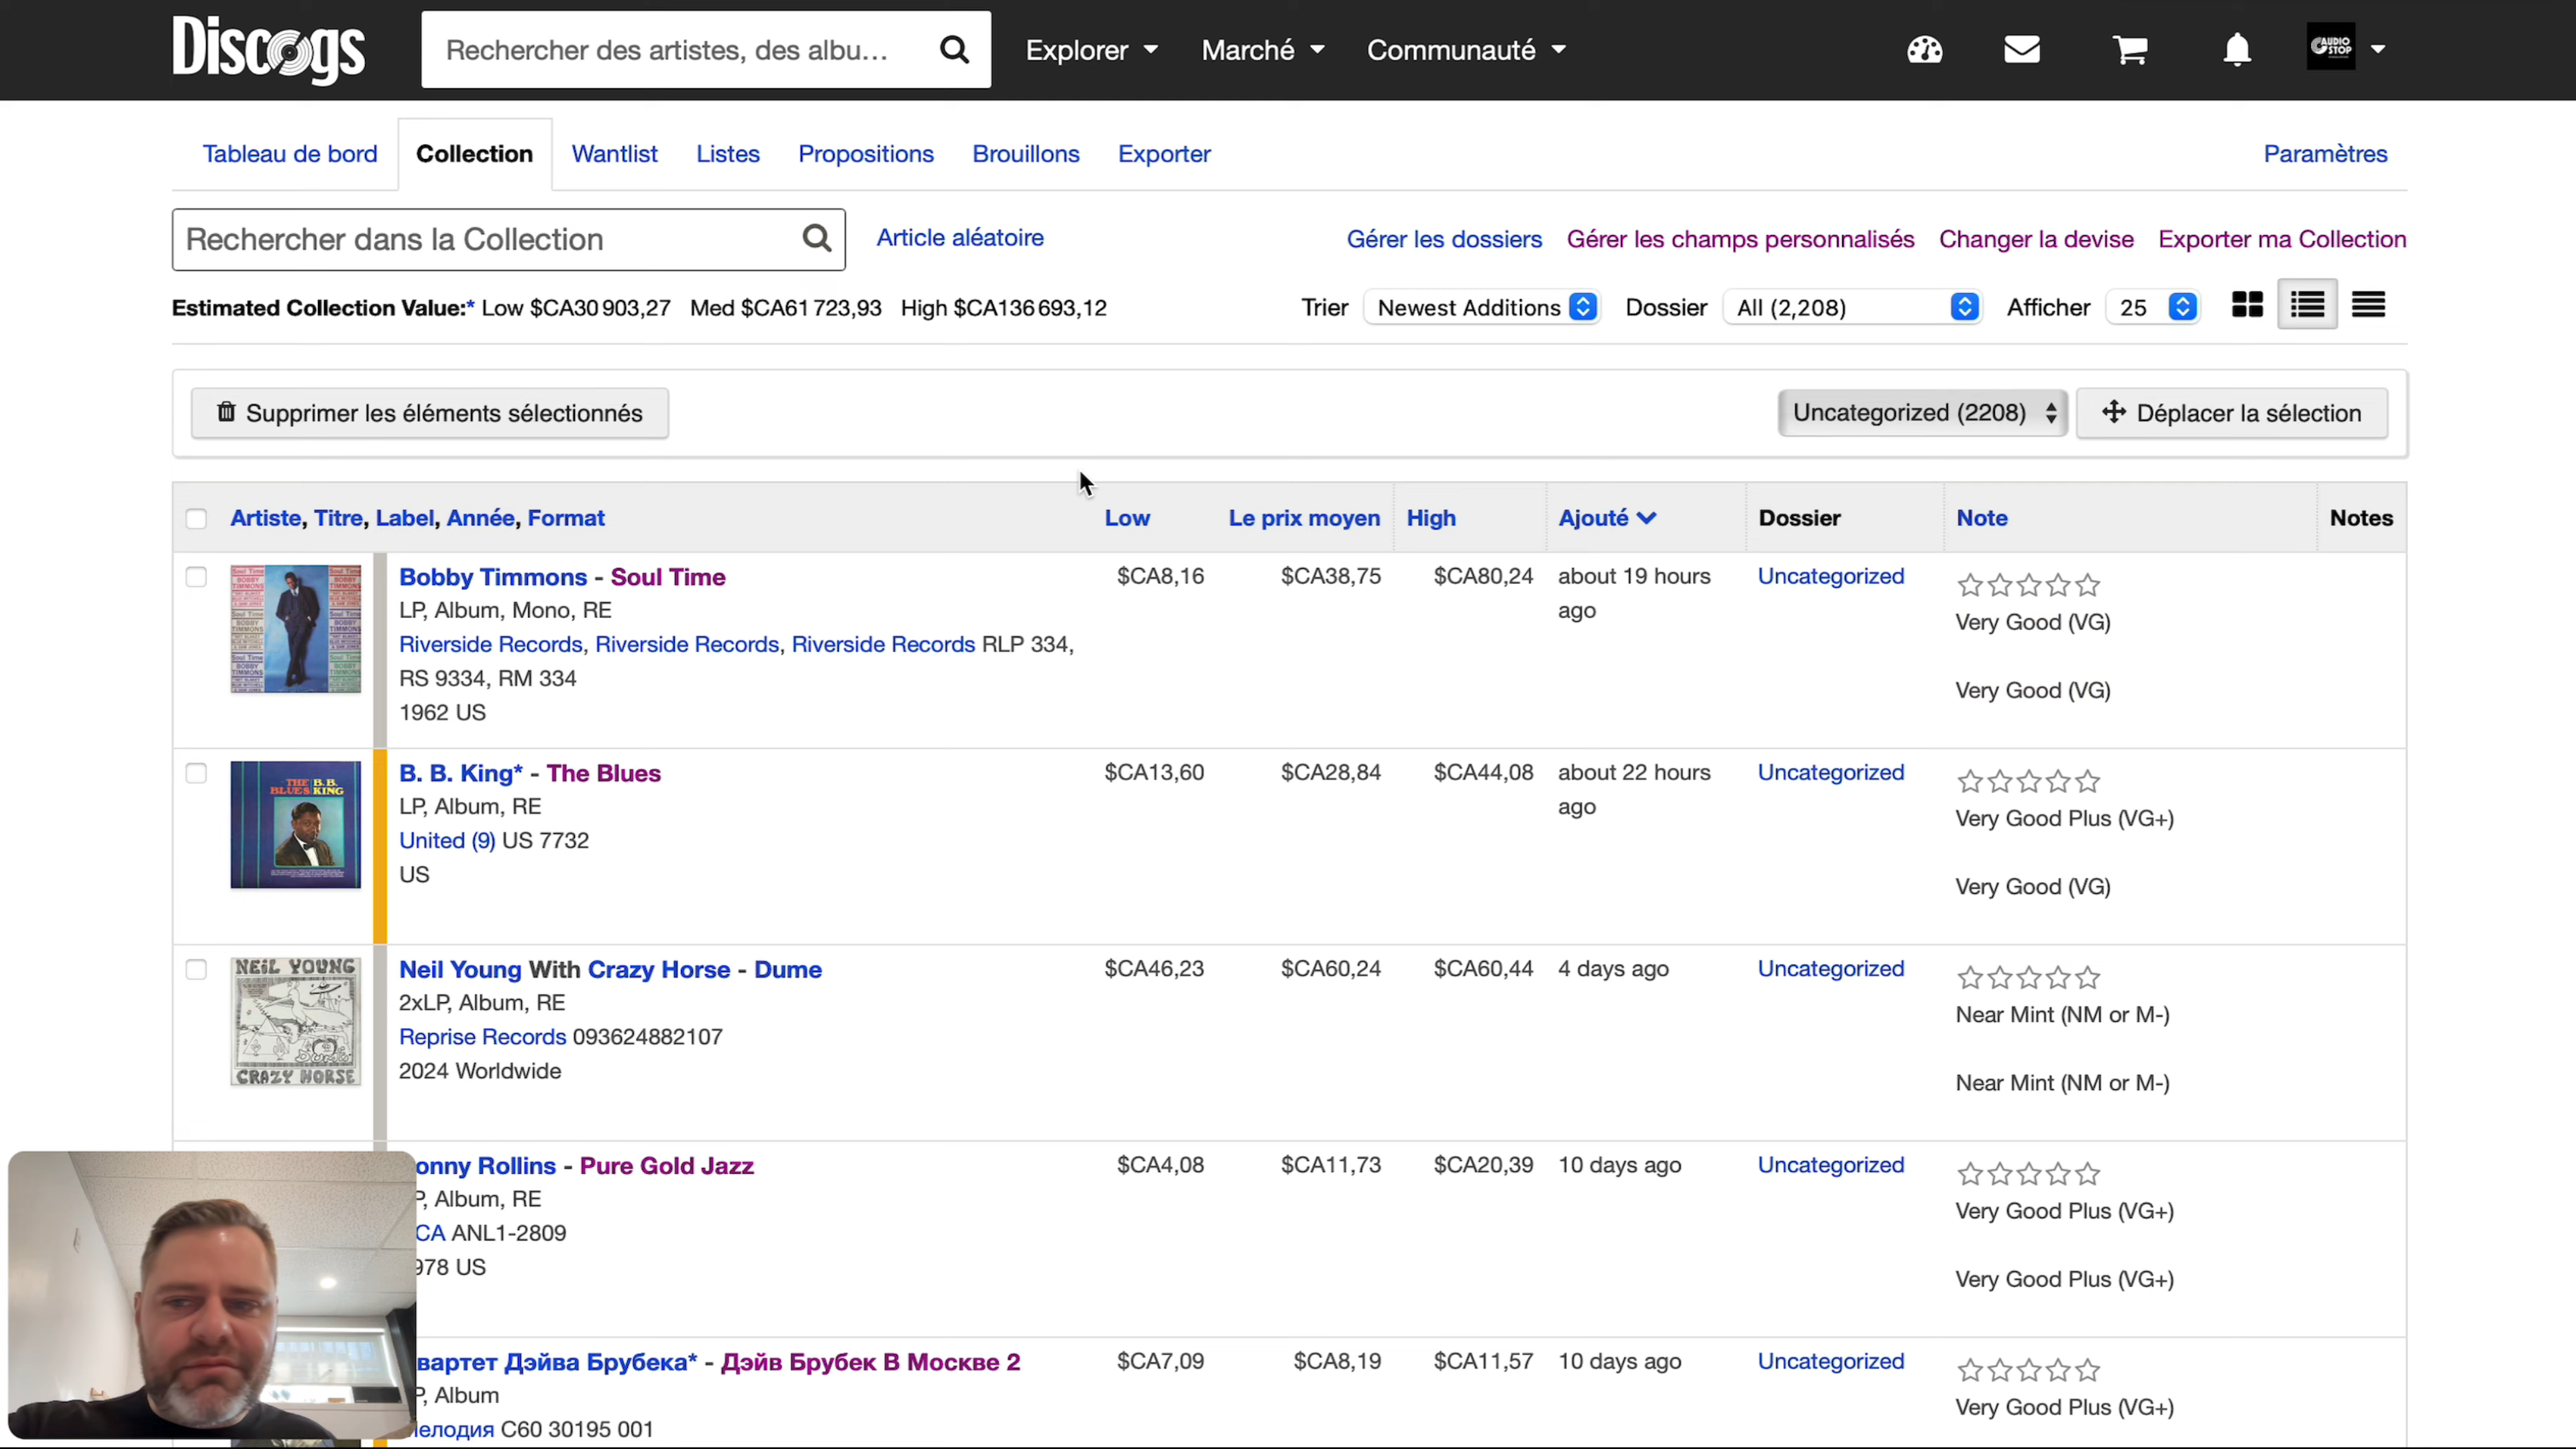 Discogs
Rechercher des artistes, des albu...
Explorer Marché Communauté
AUDIO
STOP
Tableau de bord Collection Wantlist Listes Propositions Brouillons Exporter Paramètres
Rechercher dans la Collection
Article aléatoire
Gérer les dossiers Gérer les champs personnalisés Changer la devise Exporter ma Collection
Estimated Collection Value:* Low $CA30 903,27 Med $CA61 723,93 High $CA136 693,12
Trier Newest Additions Dossier All (2,208) Afficher 25
Supprimer les éléments sélectionnés
Uncategorized (2208) Déplacer la sélection
Artiste, Titre, Label, Année, Format Low Le prix moyen High Ajouté Dossier Note Notes
Bobby Timmons - Soul Time $CA8,16 $CA38,75 $CA80,24 about 19 hours ago Uncategorized
LP, Album, Mono, RE
Riverside Records, Riverside Records, Riverside Records RLP 334,
RS 9334, RM 334
1962 US
Very Good (VG)
Very Good (VG)
THE BLUES B.B. KING
B. B. King* - The Blues $CA13,60 $CA28,84 $CA44,08 about 22 hours ago Uncategorized
LP, Album, RE
United (9) US 7732
US
Very Good Plus (VG+)
Very Good (VG)
NEIL YOUNG
CRAZY HORSE
Neil Young With Crazy Horse - Dume $CA46,23 $CA60,24 $CA60,44 4 days ago Uncategorized
2xLP, Album, RE
Reprise Records 093624882107
2024 Worldwide
Near Mint (NM or M-)
Near Mint (NM or M-)
onny Rollins - Pure Gold Jazz $CA4,08 $CA11,73 $CA20,39 10 days ago Uncategorized
P, Album, RE
CA ANL1-2809
978 US
Very Good Plus (VG+)
Very Good Plus (VG+)
вартет Дэйва Брубека* - Дэйв Брубек В Москве 2 $CA7,09 $CA8,19 $CA11,57 10 days ago Uncategorized
P, Album
елодия C60 30195 001
Very Good Plus (VG+)